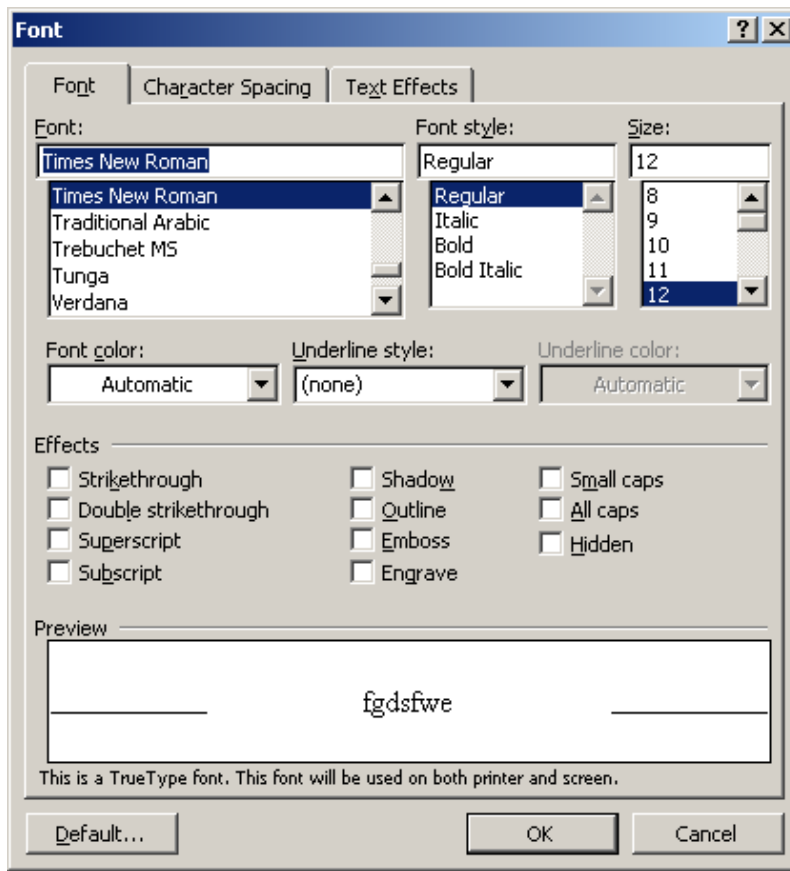 Font
Font Character Spacing Text Effects
Font: Font style: Size:
Times New Roman Regular 12
Times New Roman Regular 8
Traditional Arabic Italic 9
Trebuchet MS Bold 10
Tunga Bold Italic 11
Verdana 12
Font color: Underline style: Underline color:
Automatic (none) Automatic
Effects
Strikethrough Shadow Small caps
Double strikethrough Outline All caps
Superscript Emboss Hidden
Subscript Engrave
Preview
fgdsfwe
This is a TrueType font. This font will be used on both printer and screen.
Default... OK Cancel